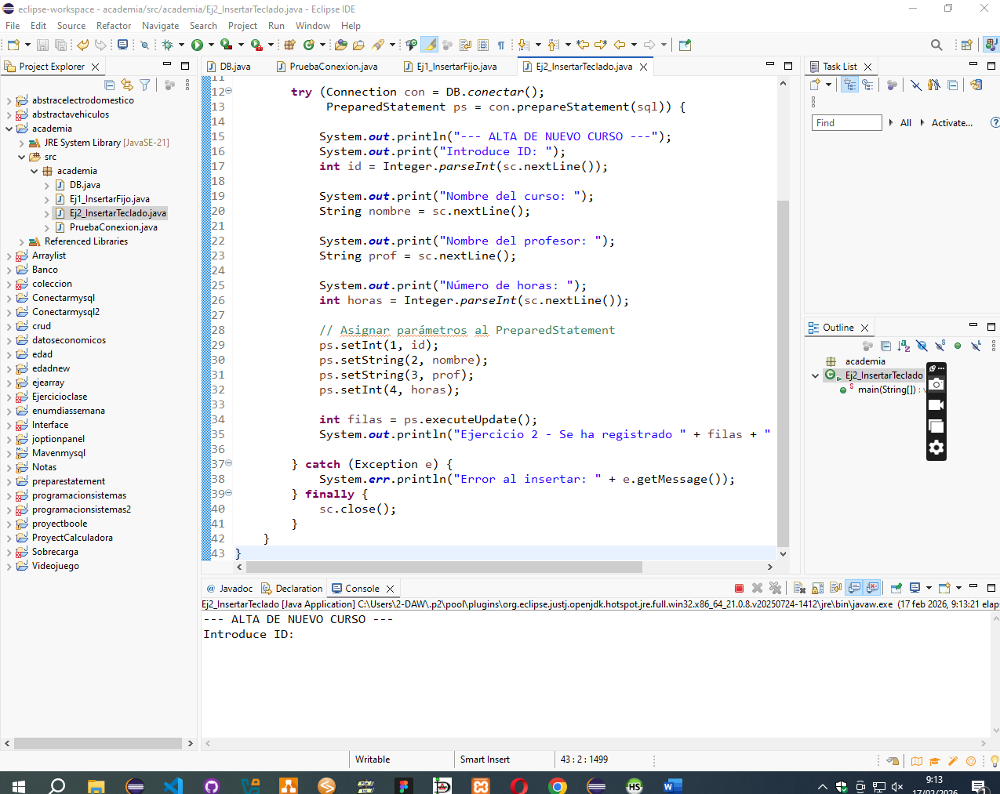 eclipse-workspace - academia/src/academia/Ej2_InsertarTeclado.java - Eclipse IDE
File Edit Source Refactor Navigate Search Project Run Window Help
Project Explorer
abstracelectrodomestico
abstractavehiculos
academia
JRE System Library [JavaSE-21]
src
academia
DB.java
Ej1_InsertarFijo.java
Ej2_InsertarTeclado.java
PruebaConexion.java
Referenced Libraries
Arraylist
Banco
coleccion
Conectarmysql
Conectarmysql2
crud
datoseconomicos
edad
edadnew
ejearray
Ejercicioclase
enumdiassemana
Interface
joptionpanel
Mavenmysql
Notas
preparestatement
programacionsistemas
programacionsistemas2
proyectboole
ProyectCalculadora
Sobrecarga
Videojuego
DB.java PruebaConexion.java Ej1_InsertarFijo.java Ej2_InsertarTeclado.java
11
12 try (Connection con = DB.conectar();
13 PreparedStatement ps = con.prepareStatement(sql)) {
14
15 System.out.println("--- ALTA DE NUEVO CURSO ---");
16 System.out.print("Introduce ID: ");
17 int id = Integer.parseInt(sc.nextLine());
18
19 System.out.print("Nombre del curso: ");
20 String nombre = sc.nextLine();
21
22 System.out.print("Nombre del profesor: ");
23 String prof = sc.nextLine();
24
25 System.out.print("Número de horas: ");
26 int horas = Integer.parseInt(sc.nextLine());
27
28 // Asignar parámetros al PreparedStatement
29 ps.setInt(1, id);
30 ps.setString(2, nombre);
31 ps.setString(3, prof);
32 ps.setInt(4, horas);
33
34 int filas = ps.executeUpdate();
35 System.out.println("Ejercicio 2 - Se ha registrado " + filas + "
36
37 } catch (Exception e) {
38 System.err.println("Error al insertar: " + e.getMessage());
39 } finally {
40 sc.close();
41 }
42 }
43 }
Task List
Find All Activate...
Outline
academia
Ej2_InsertarTeclado
main(String[]) : v
Javadoc Declaration Console
Ej2_InsertarTeclado [Java Application] C:\Users\2-DAW\.p2\pool\plugins\org.eclipse.justj.openjdk.hotspot.jre.full.win32.x86_64_21.0.8.v20250724-1412\jre\bin\javaw.exe (17 feb 2026, 9:13:21 elaps
--- ALTA DE NUEVO CURSO ---
Introduce ID:
Writable Smart Insert 43 : 2 : 1499
9:13
17/02/2026